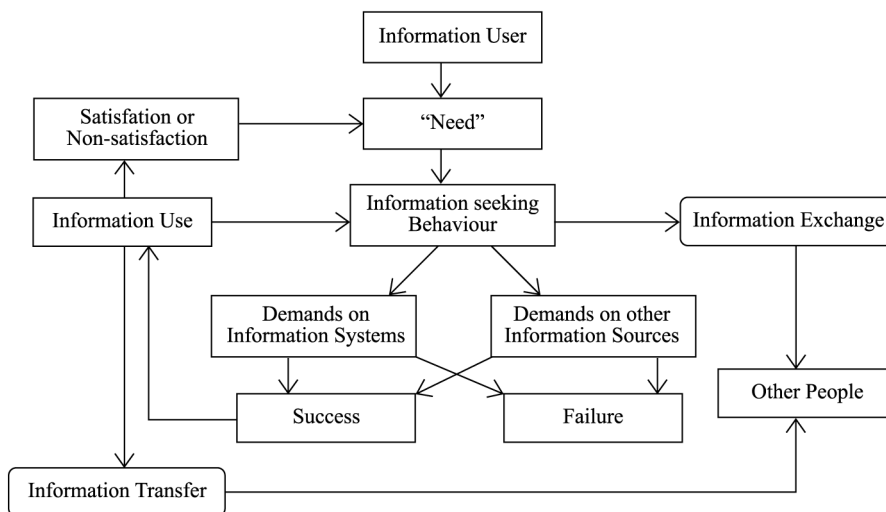 Information User
Satisfation or
Non-satisfaction
“Need”
Information Use
Information seeking
Behaviour
Information Exchange
Demands on
Information Systems
Demands on other
Information Sources
Success
Failure
Other People
Information Transfer